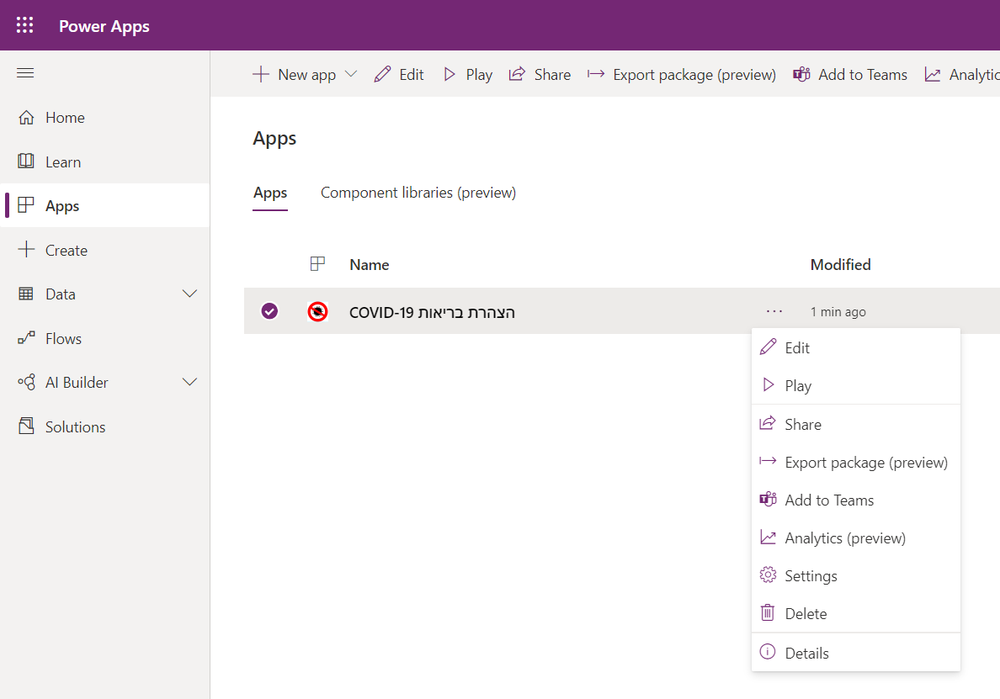 Power Apps
New app Edit Play Share Export package (preview) Add to Teams Analytic
Home
Learn
Apps
Create
Data
Flows
AI Builder
Solutions
Apps
Apps Component libraries (preview)
Name Modified
הצהרת בריאות COVID-19 ... 1 min ago
Edit
Play
Share
Export package (preview)
Add to Teams
Analytics (preview)
Settings
Delete
Details